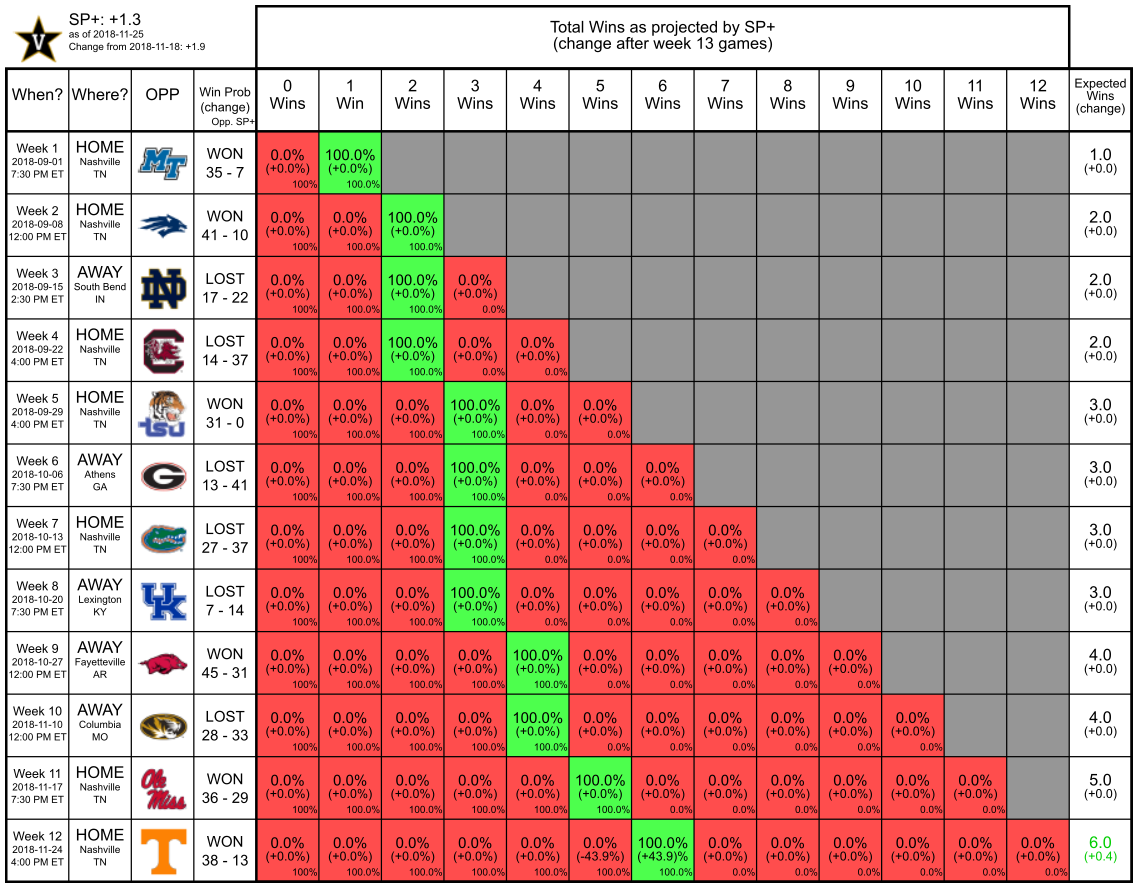 SP+: +1.3
as of 2018-11-25
Change from 2018-11-18: +1.9
V
Total Wins as projected by SP+
(change after week 13 games)
When? Where? OPP Win Prob (change) Opp. SP+ 0 Wins 1 Win 2 Wins 3 Wins 4 Wins 5 Wins 6 Wins 7 Wins 8 Wins 9 Wins 10 Wins 11 Wins 12 Wins Expected Wins (change)
Week 1 HOME MT WON 0.0% 100.0% 1.0
2018-09-01 Nashville 35 - 7 (+0.0%) (+0.0%) (+0.0)
7:30 PM ET TN 100% 100.0%
Week 2 HOME WON 0.0% 0.0% 100.0% 2.0
2018-09-08 Nashville 41 - 10 (+0.0%) (+0.0%) (+0.0%) (+0.0)
12:00 PM ET TN 100% 100.0% 100.0%
Week 3 AWAY ND LOST 0.0% 0.0% 100.0% 0.0% 2.0
2018-09-15 South Bend 17 - 22 (+0.0%) (+0.0%) (+0.0%) (+0.0%) (+0.0)
2:30 PM ET IN 100% 100.0% 100.0% 0.0%
Week 4 HOME C LOST 0.0% 0.0% 100.0% 0.0% 0.0% 2.0
2018-09-22 Nashville 14 - 37 (+0.0%) (+0.0%) (+0.0%) (+0.0%) (+0.0%) (+0.0)
4:00 PM ET TN 100% 100.0% 100.0% 0.0% 0.0%
Week 5 HOME tsu WON 0.0% 0.0% 0.0% 100.0% 0.0% 0.0% 3.0
2018-09-29 Nashville 31 - 0 (+0.0%) (+0.0%) (+0.0%) (+0.0%) (+0.0%) (+0.0%) (+0.0)
4:00 PM ET TN 100% 100.0% 100.0% 100.0% 0.0% 0.0%
Week 6 AWAY G LOST 0.0% 0.0% 0.0% 100.0% 0.0% 0.0% 0.0% 3.0
2018-10-06 Athens 13 - 41 (+0.0%) (+0.0%) (+0.0%) (+0.0%) (+0.0%) (+0.0%) (+0.0%) (+0.0)
7:30 PM ET GA 100% 100.0% 100.0% 100.0% 0.0% 0.0% 0.0%
Week 7 HOME LOST 0.0% 0.0% 0.0% 100.0% 0.0% 0.0% 0.0% 0.0% 3.0
2018-10-13 Nashville 27 - 37 (+0.0%) (+0.0%) (+0.0%) (+0.0%) (+0.0%) (+0.0%) (+0.0%) (+0.0%) (+0.0)
12:00 PM ET TN 100% 100.0% 100.0% 100.0% 0.0% 0.0% 0.0% 0.0%
Week 8 AWAY UK LOST 0.0% 0.0% 0.0% 100.0% 0.0% 0.0% 0.0% 0.0% 0.0% 3.0
2018-10-20 Lexington 7 - 14 (+0.0%) (+0.0%) (+0.0%) (+0.0%) (+0.0%) (+0.0%) (+0.0%) (+0.0%) (+0.0%) (+0.0)
7:30 PM ET KY 100% 100.0% 100.0% 100.0% 0.0% 0.0% 0.0% 0.0% 0.0%
Week 9 AWAY WON 0.0% 0.0% 0.0% 0.0% 100.0% 0.0% 0.0% 0.0% 0.0% 0.0% 4.0
2018-10-27 Fayetteville 45 - 31 (+0.0%) (+0.0%) (+0.0%) (+0.0%) (+0.0%) (+0.0%) (+0.0%) (+0.0%) (+0.0%) (+0.0%) (+0.0)
12:00 PM ET AR 100% 100.0% 100.0% 100.0% 100.0% 0.0% 0.0% 0.0% 0.0% 0.0%
Week 10 AWAY LOST 0.0% 0.0% 0.0% 0.0% 100.0% 0.0% 0.0% 0.0% 0.0% 0.0% 0.0% 4.0
2018-11-10 Columbia 28 - 33 (+0.0%) (+0.0%) (+0.0%) (+0.0%) (+0.0%) (+0.0%) (+0.0%) (+0.0%) (+0.0%) (+0.0%) (+0.0%) (+0.0)
12:00 PM ET MO 100% 100.0% 100.0% 100.0% 100.0% 0.0% 0.0% 0.0% 0.0% 0.0% 0.0%
Week 11 HOME Ole Miss WON 0.0% 0.0% 0.0% 0.0% 0.0% 100.0% 0.0% 0.0% 0.0% 0.0% 0.0% 0.0% 5.0
2018-11-17 Nashville 36 - 29 (+0.0%) (+0.0%) (+0.0%) (+0.0%) (+0.0%) (+0.0%) (+0.0%) (+0.0%) (+0.0%) (+0.0%) (+0.0%) (+0.0%) (+0.0)
7:30 PM ET TN 100% 100.0% 100.0% 100.0% 100.0% 100.0% 0.0% 0.0% 0.0% 0.0% 0.0% 0.0%
Week 12 HOME T WON 0.0% 0.0% 0.0% 0.0% 0.0% 0.0% 100.0% 0.0% 0.0% 0.0% 0.0% 0.0% 0.0% 6.0
2018-11-24 Nashville 38 - 13 (+0.0%) (+0.0%) (+0.0%) (+0.0%) (+0.0%) (-43.9%) (+43.9)% (+0.0%) (+0.0%) (+0.0%) (+0.0%) (+0.0%) (+0.0%) (+0.4)
4:00 PM ET TN 100% 100.0% 100.0% 100.0% 100.0% 100.0% 100.0% 0.0% 0.0% 0.0% 0.0% 0.0% 0.0%